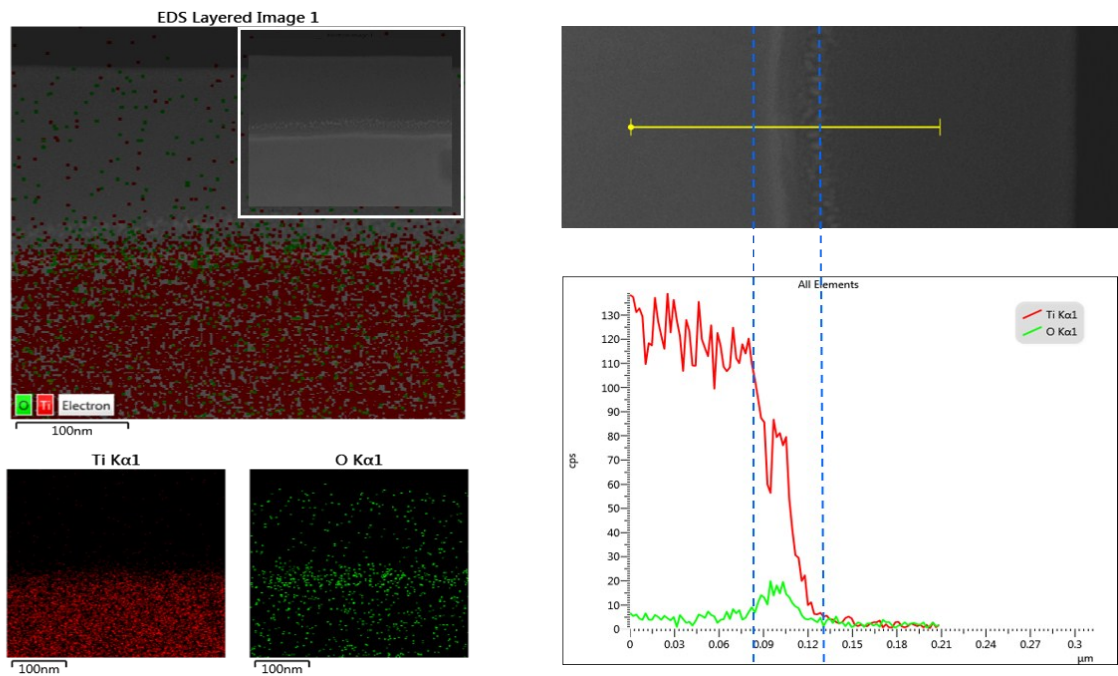 EDS Layered Image 1
O Ti Electron
100nm
Ti Kα1
O Kα1
100nm
100nm
All Elements
Ti Kα1
O Kα1
130
120
110
100
90
80
70
60
50
40
30
20
10
0
cps
0 0.03 0.06 0.09 0.12 0.15 0.18 0.21 0.24 0.27 0.3
µm